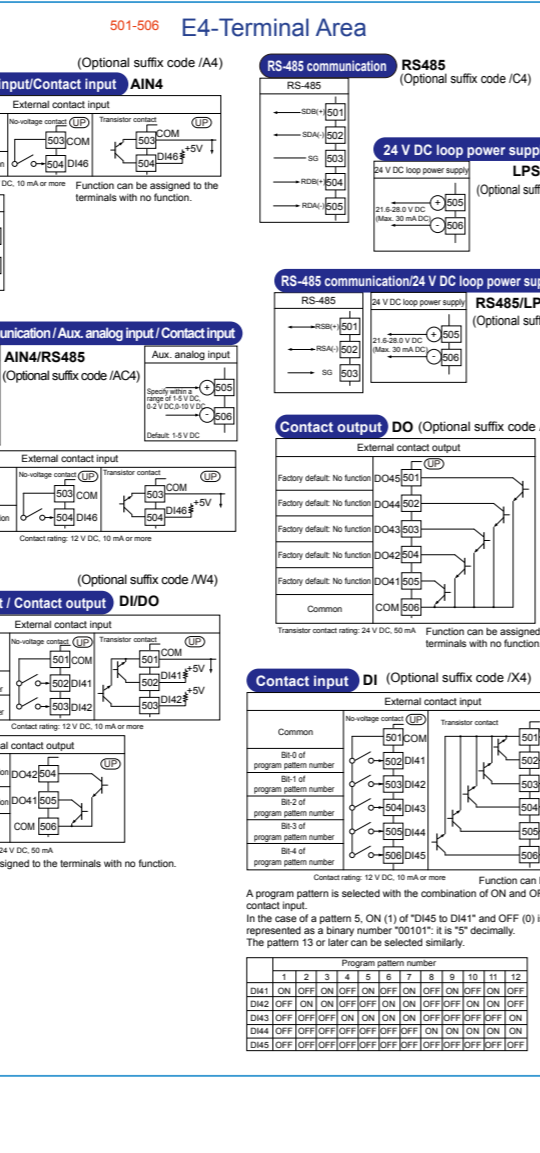 501-506 E4-Terminal Area
(Optional suffix code /A4)
input/Contact input AIN4
External contact input
No-voltage contact (UP) Transistor contact (UP)
503 COM 503 COM
504 DI46 504 DI46 +5V
DC, 10 mA or more
Function can be assigned to the
terminals with no function.
RS-485 communication RS485
(Optional suffix code /C4)
RS-485
SDB(+) 501
SDA(-) 502
SG 503
RDB(+) 504
RDA(-) 505
24 V DC loop power supp
24 V DC loop power supply LPS
21.6-28.0 V DC
(Max. 30 mA DC)
+ 505
- 506
RS-485 communication/24 V DC loop power
RS-485
RSB(+) 501
RSA(-) 502
SG 503
24 V DC loop power supply RS485/LP
21.6-28.0 V DC
(Max. 30 mA DC)
+ 505
- 506
unication / Aux. analog input / Contact input
AIN4/RS485
(Optional suffix code /AC4)
Aux. analog input
Specify within a
range of 1-5 V DC,
0-2 V DC,0-10 V DC
+ 505
- 506
Default: 1-5 V DC
External contact input
No-voltage contact (UP) Transistor contact (UP)
503 COM 503 COM
504 DI46 504 DI46 +5V
Contact rating: 12 V DC, 10 mA or more
Contact output DO (Optional suffix code
External contact output
(UP)
Factory default: No function DO45 501
Factory default: No function DO44 502
Factory default: No function DO43 503
Factory default: No function DO42 504
Factory default: No function DO41 505
Common COM 506
Transistor contact rating: 24 V DC, 50 mA
Function can be assigned
terminals with no function
(Optional suffix code /W4)
t / Contact output DI/DO
External contact input
No-voltage contact (UP) Transistor contact (UP)
501 COM 501 COM
502 DI41 502 DI41 +5V
503 DI42 503 DI42 +5V
Contact rating: 12 V DC, 10 mA or more
al contact output
(UP)
DO42 504
DO41 505
COM 506
24 V DC, 50 mA
signed to the terminals with no function.
Contact input DI (Optional suffix code /X4)
External contact input
No-voltage contact (UP) Transistor contact
Common 501 COM 501
Bit-0 of
program pattern number 502 DI41 502
Bit-1 of
program pattern number 503 DI42 503
Bit-2 of
program pattern number 504 DI43 504
Bit-3 of
program pattern number 505 DI44 505
Bit-4 of
program pattern number 506 DI45 506
Contact rating: 12 V DC, 10 mA or more
Function can
A program pattern is selected with the combination of ON and
contact input.
In the case of a pattern 5, ON (1) of "DI45 to DI41" and OFF (0) i
represented as a binary number "00101": it is "5" decimally.
The pattern 13 or later can be selected similarly.
Program pattern number
1 2 3 4 5 6 7 8 9 10 11 12
DI41 ON OFF ON OFF ON OFF ON OFF ON OFF ON OFF
DI42 OFF ON ON OFF OFF ON ON OFF OFF ON ON OFF
DI43 OFF OFF OFF ON ON ON ON OFF OFF OFF OFF ON
DI44 OFF OFF OFF OFF OFF OFF OFF ON ON ON ON ON
DI45 OFF OFF OFF OFF OFF OFF OFF OFF OFF OFF OFF OFF